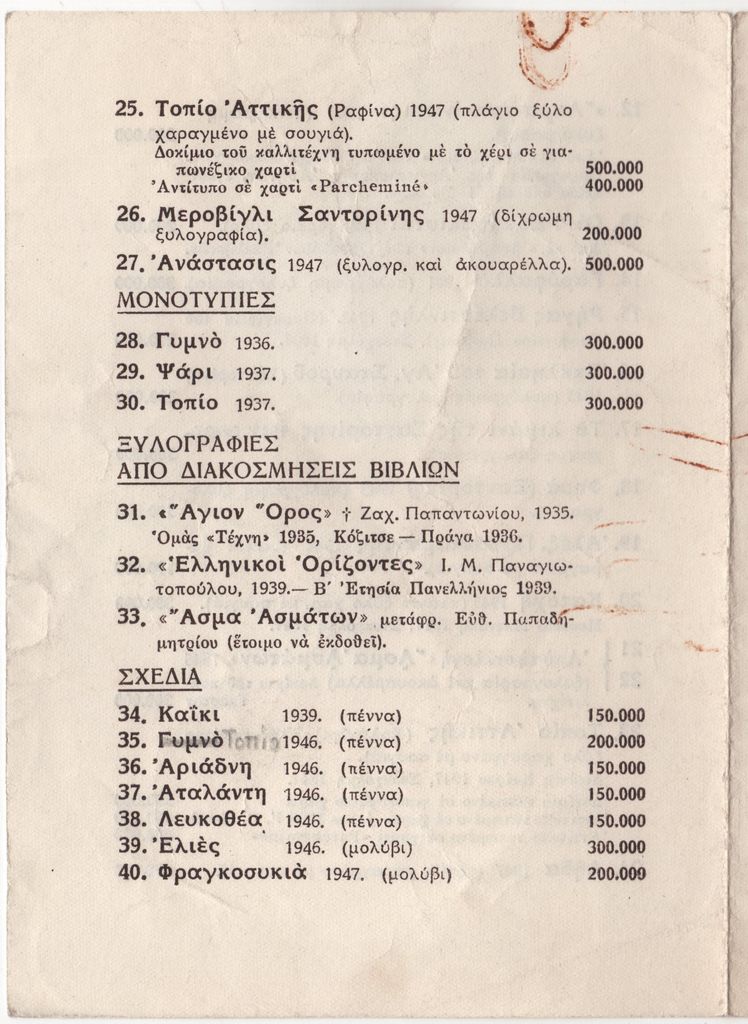 25. Τοπίο Ἀττικῆς (Ραφίνα) 1947 (πλάγιο ξύλο
χαραγμένο μὲ σουγιά).
Δοκίμιο τοῦ καλλιτέχνη τυπωμένο μὲ τὸ χέρι σὲ για-
πωνέζικο χαρτὶ 500.000
Ἀντίτυπο σὲ χαρτὶ «Parcheminé» 400.000
26. Μεροβίγλι Σαντορίνης 1947 (δίχρωμη
ξυλογραφία). 200.000
27. Ἀνάστασις 1947 (ξυλογρ. καὶ ἀκουαρέλλα). 500.000
ΜΟΝΟΤΥΠΙΕΣ
28. Γυμνὸ 1936. 300.000
29. Ψάρι 1937. 300.000
30. Τοπίο 1937. 300.000
ΞΥΛΟΓΡΑΦΙΕΣ
ΑΠΟ ΔΙΑΚΟΣΜΗΣΕΙΣ ΒΙΒΛΙΩΝ
31. «Ἅγιον Ὄρος» † Ζαχ. Παπαντωνίου, 1935.
Ὁμὰς «Τέχνη» 1935, Κόζιτσε — Πράγα 1936.
32. «Ἑλληνικοὶ Ὁρίζοντες» Ι. Μ. Παναγιω-
τοπούλου, 1939.— Β′ Ἐτησία Πανελλήνιος 1939.
33. «Ἄσμα Ἀσμάτων» μετάφρ. Εὐθ. Παπαδη-
μητρίου (ἕτοιμο νὰ ἐκδοθεῖ).
ΣΧΕΔΙΑ
34. Καΐκι 1939. (πέννα) 150.000
35. Γυμνὸ Τοπίο 1946. (πέννα) 200.000
36. Ἀριάδνη 1946. (πέννα) 150.000
37. Ἀταλάντη 1946. (πέννα) 150.000
38. Λευκοθέα 1946. (πέννα) 150.000
39. Ἐλιὲς 1946. (μολύβι) 300.000
40. Φραγκοσυκιὰ 1947. (μολύβι) 200.000